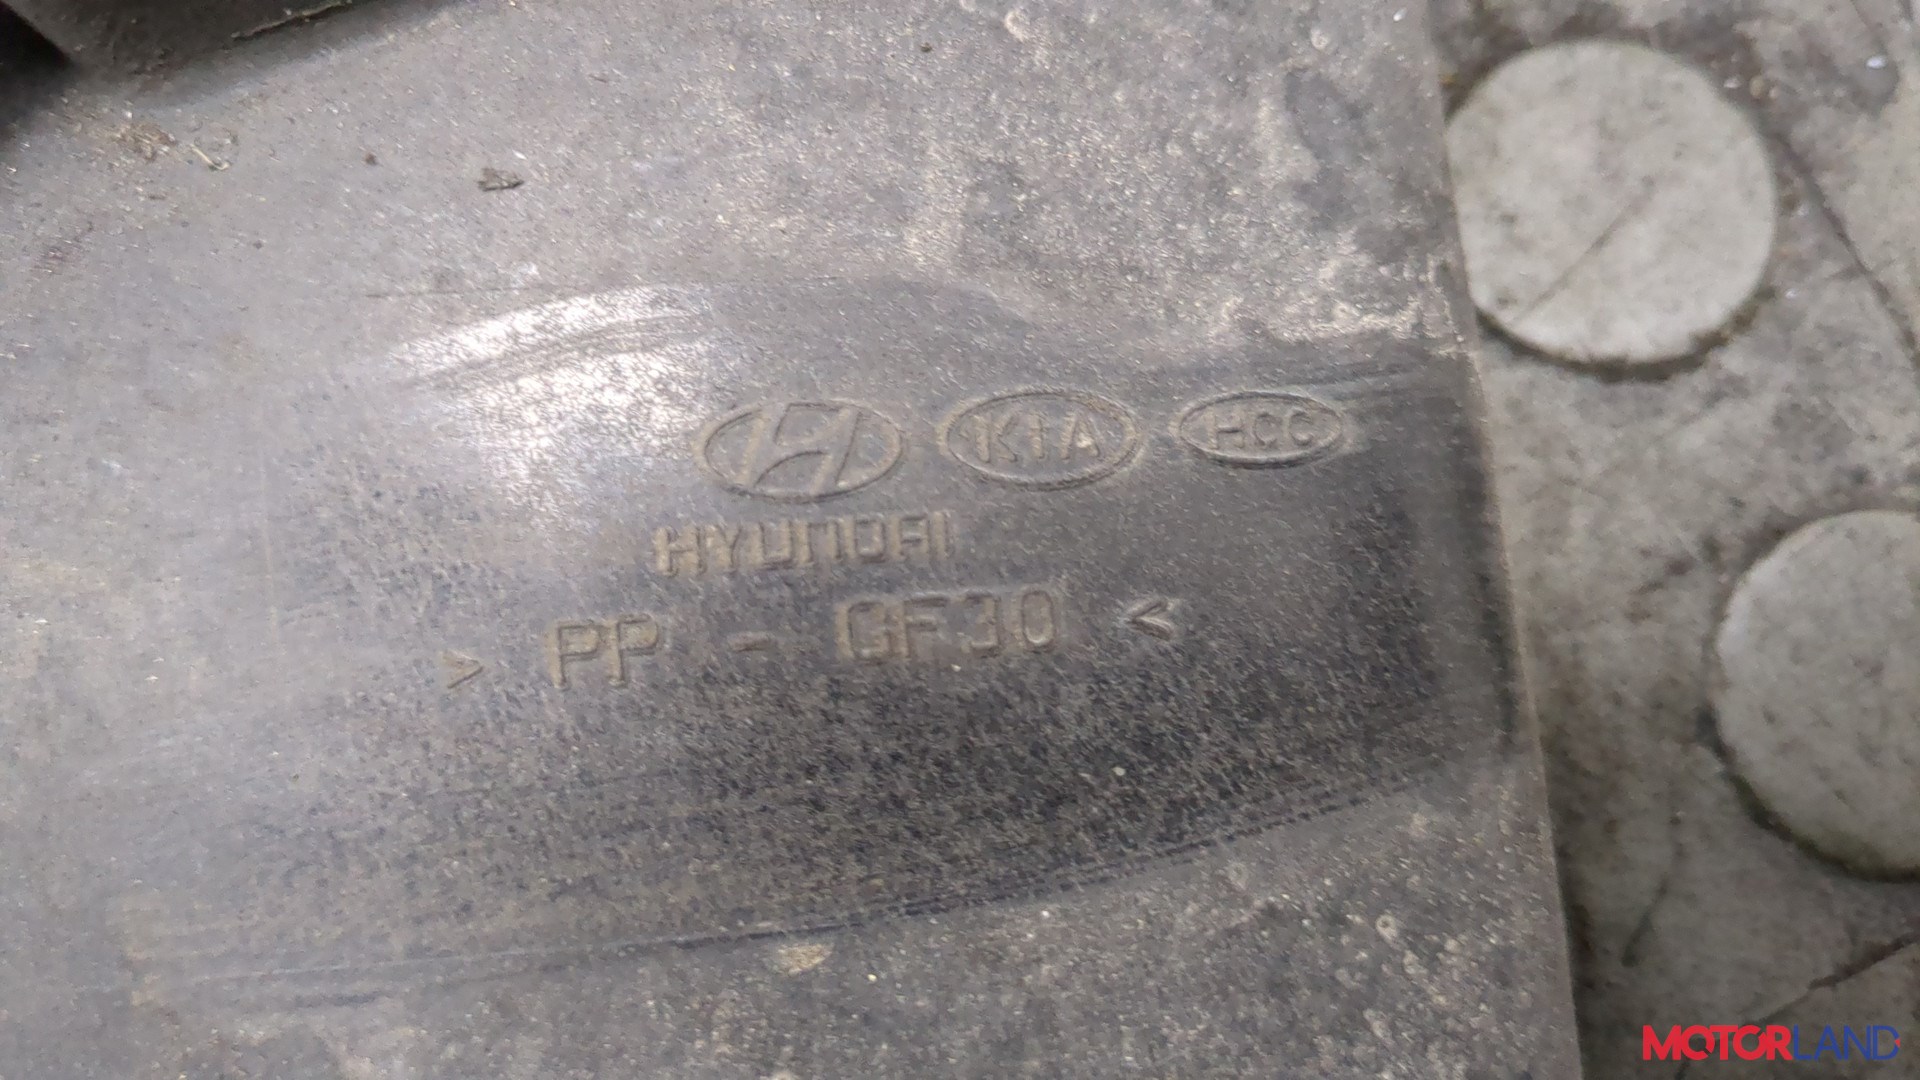 KIA HCC
HYUNDAI
> PP - GF30 <
MOTORLAND